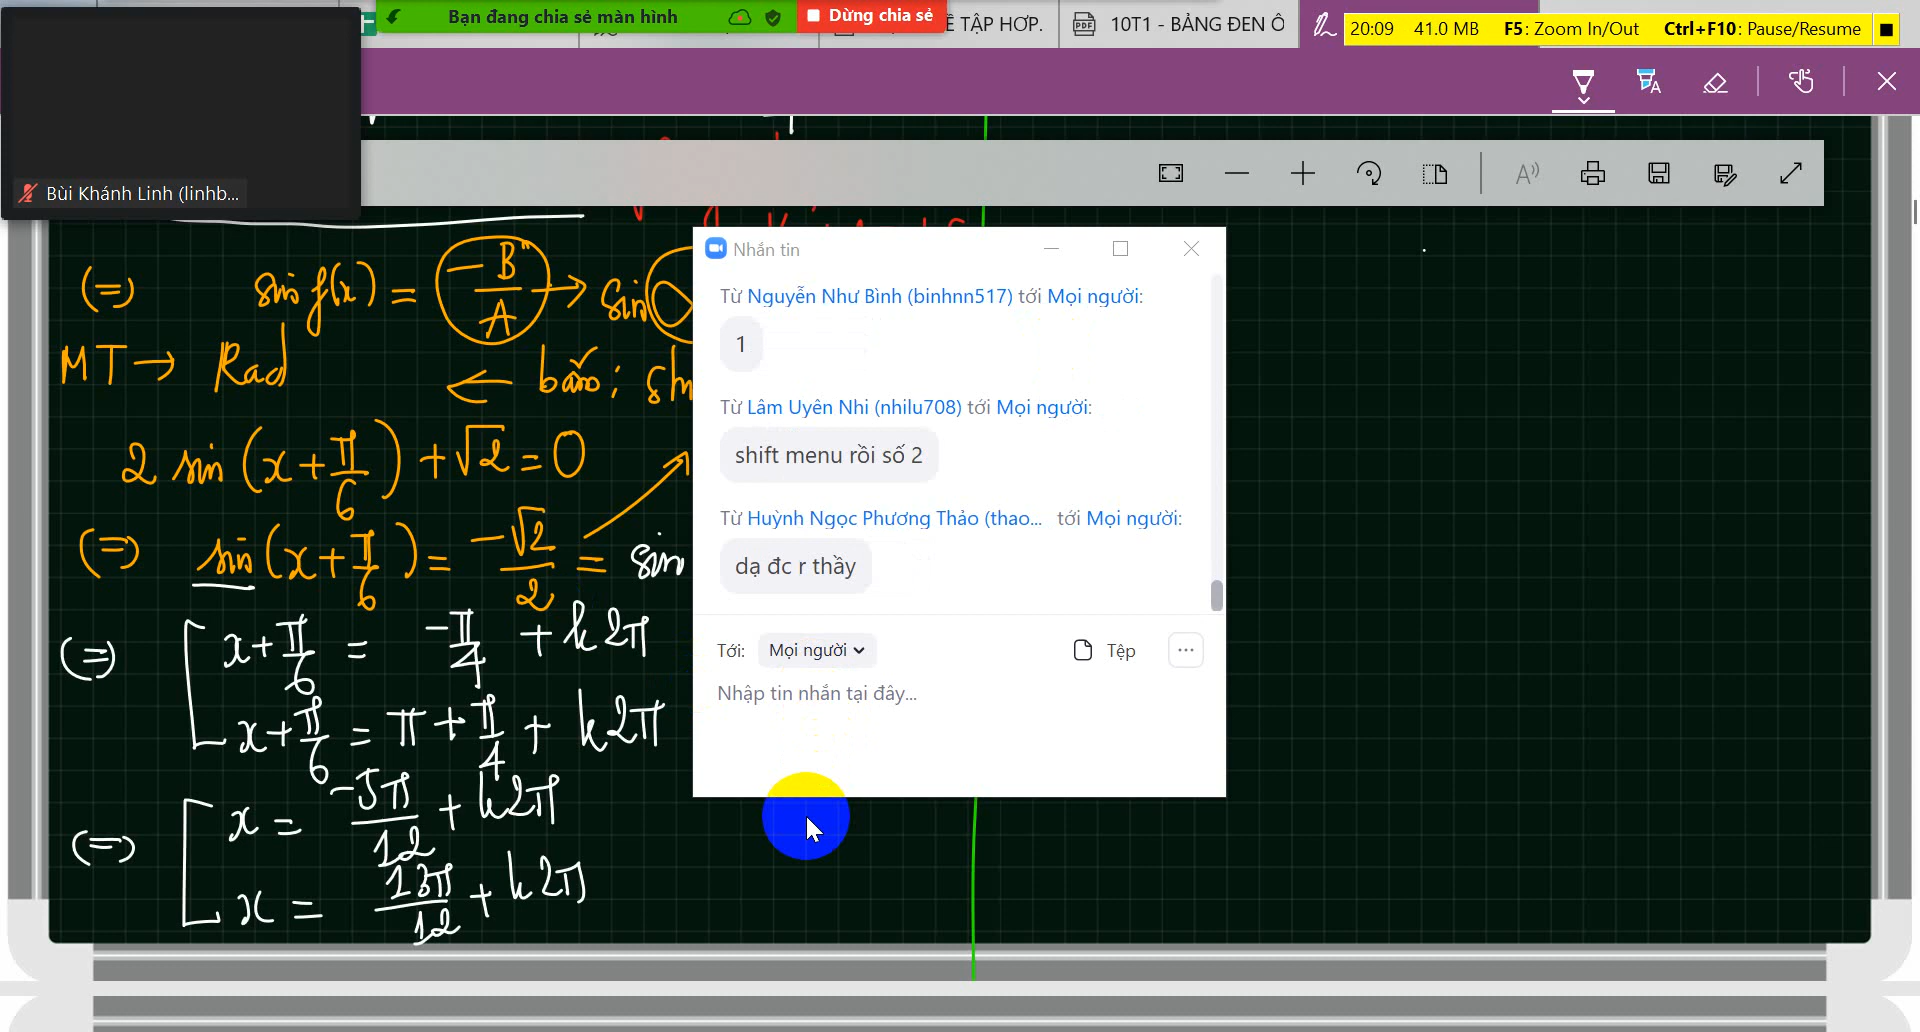 Bạn đang chia sẻ màn hình
Dừng chia sẻ
Ề TẬP HƠP.
10T1 - BẢNG ĐEN Ô
20:09 41.0 MB F5: Zoom In/Out Ctrl+F10: Pause/Resume
Bùi Khánh Linh (linhb...
(=) sin f(x) = -B/A → sin
MT → Rad ← bấm:
2 sin (x + π/6) + √2 = 0
(=) sin (x + π/6) = -√2/2 = sin
(=) [ x + π/6 = -π/4 + k2π
x + π/6 = π + π/4 + k2π
(=) [ x = -5π/12 + k2π
x = 13π/12 + k2π
Nhắn tin
Từ Nguyễn Như Bình (binhnn517) tới Mọi người:
1
Từ Lâm Uyên Nhi (nhilu708) tới Mọi người:
shift menu rồi số 2
Từ Huỳnh Ngọc Phương Thảo (thao... tới Mọi người:
dạ đc r thầy
Tới: Mọi người Tệp
Nhập tin nhắn tại đây...